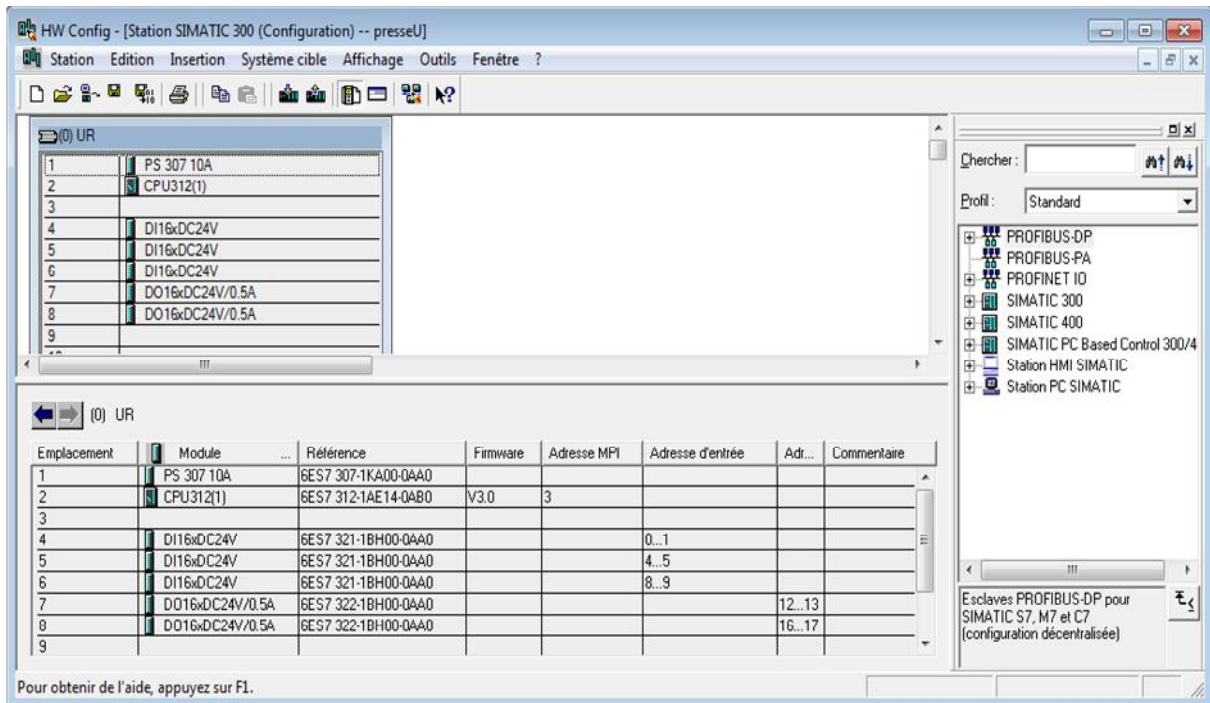 HW Config - [Station SIMATIC 300 (Configuration) -- presseU]
Station Edition Insertion Système cible Affichage Outils Fenêtre ?
(0) UR
1 PS 307 10A
2 CPU312(1)
3
4 DI16xDC24V
5 DI16xDC24V
6 DI16xDC24V
7 DO16xDC24V/0.5A
8 DO16xDC24V/0.5A
9
(0) UR
Emplacement Module ... Référence Firmware Adresse MPI Adresse d'entrée Adr... Commentaire
1 PS 307 10A 6ES7 307-1KA00-0AA0
2 CPU312(1) 6ES7 312-1AE14-0AB0 V3.0 3
3
4 DI16xDC24V 6ES7 321-1BH00-0AA0 0...1
5 DI16xDC24V 6ES7 321-1BH00-0AA0 4...5
6 DI16xDC24V 6ES7 321-1BH00-0AA0 8...9
7 DO16xDC24V/0.5A 6ES7 322-1BH00-0AA0 12...13
8 DO16xDC24V/0.5A 6ES7 322-1BH00-0AA0 16...17
9
Chercher :
Profil : Standard
PROFIBUS-DP
PROFIBUS-PA
PROFINET IO
SIMATIC 300
SIMATIC 400
SIMATIC PC Based Control 300/4
Station HMI SIMATIC
Station PC SIMATIC
Esclaves PROFIBUS-DP pour
SIMATIC S7, M7 et C7
(configuration décentralisée)
Pour obtenir de l'aide, appuyez sur F1.